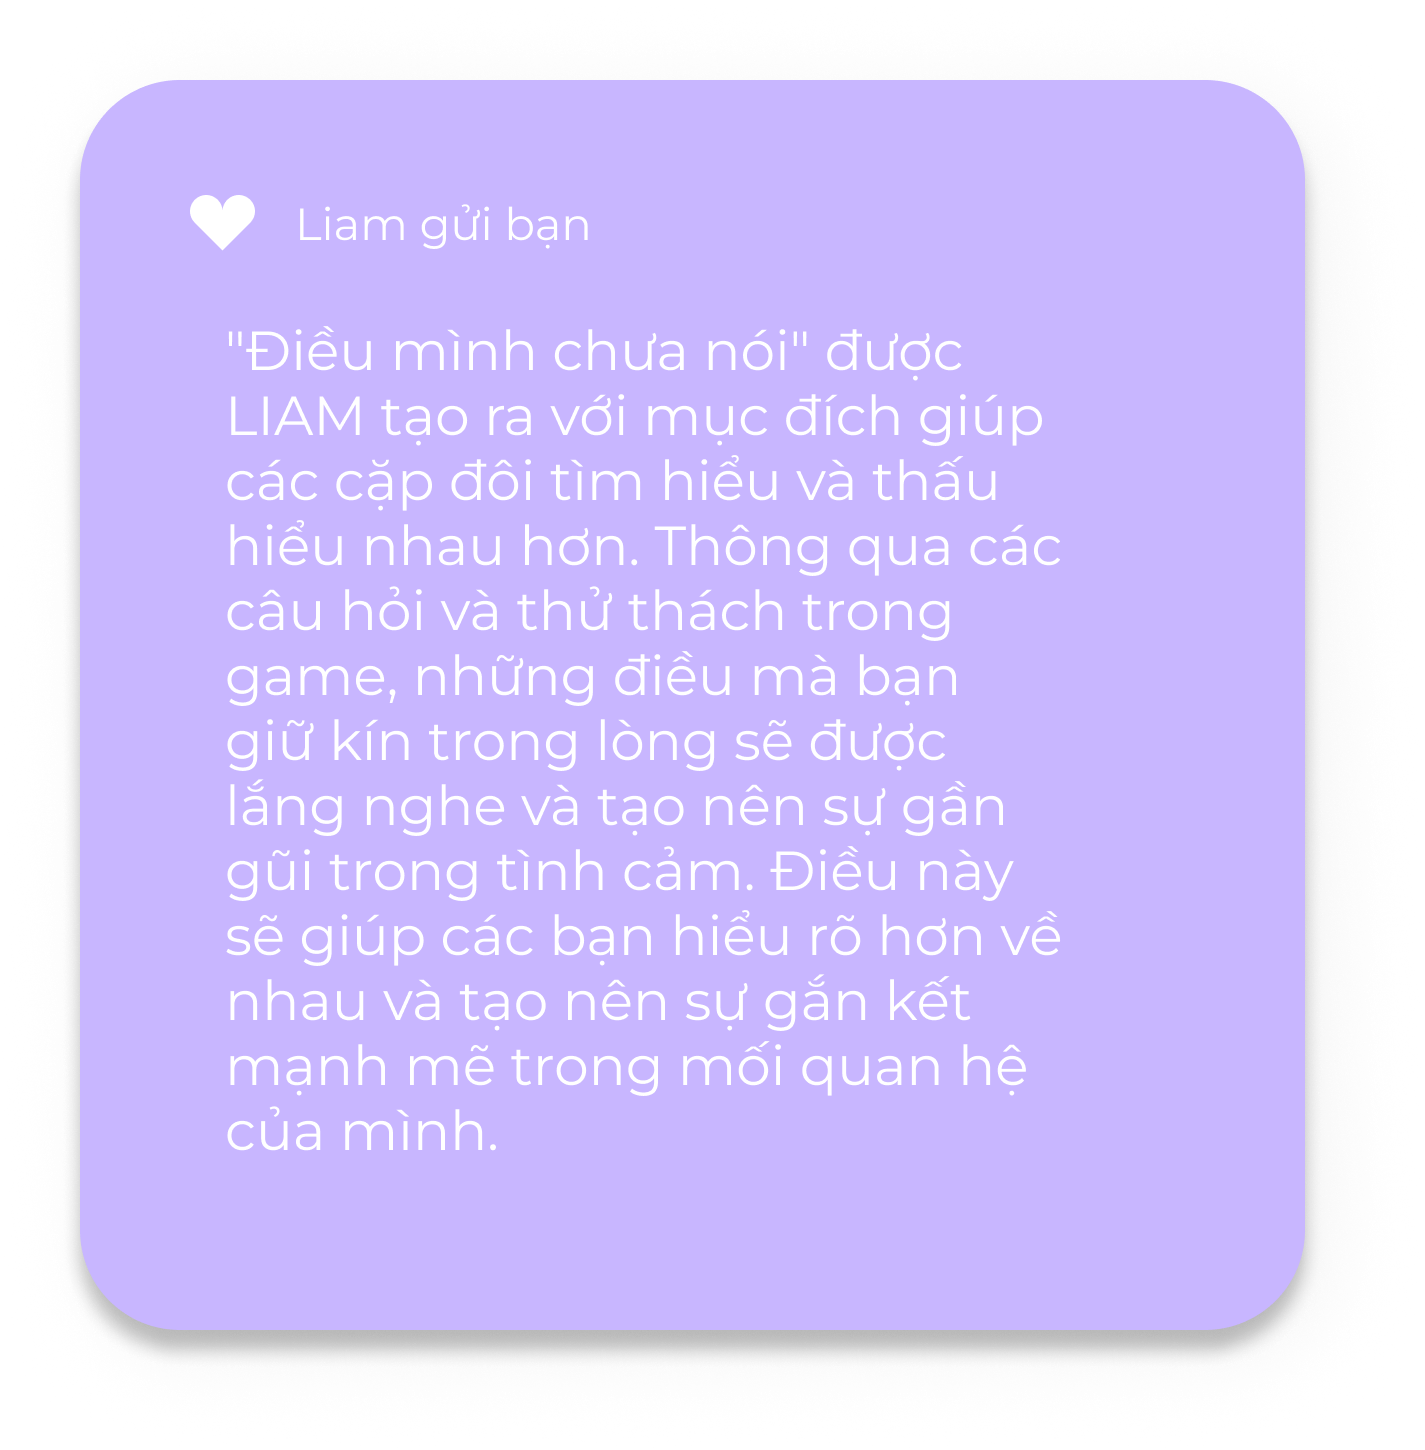 Liam gửi bạn
"Điều mình chưa nói" được
LIAM tạo ra với mục đích giúp
các cặp đôi tìm hiểu và thấu
hiểu nhau hơn. Thông qua các
câu hỏi và thử thách trong
game, những điều mà bạn
giữ kín trong lòng sẽ được
lắng nghe và tạo nên sự gần
gũi trong tình cảm. Điều này
sẽ giúp các bạn hiểu rõ hơn về
nhau và tạo nên sự gắn kết
mạnh mẽ trong mối quan hệ
của mình.